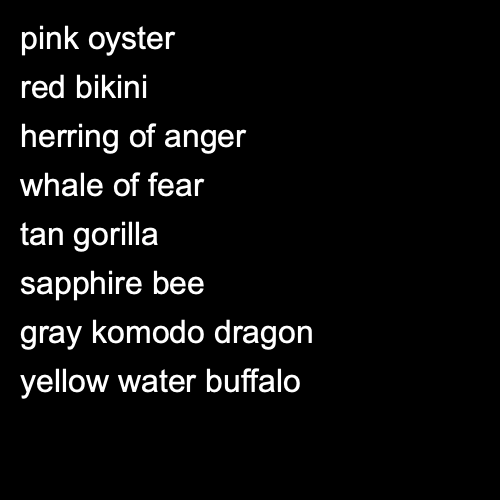 pink oyster
red bikini
herring of anger
whale of fear
tan gorilla
sapphire bee
gray komodo dragon
yellow water buffalo